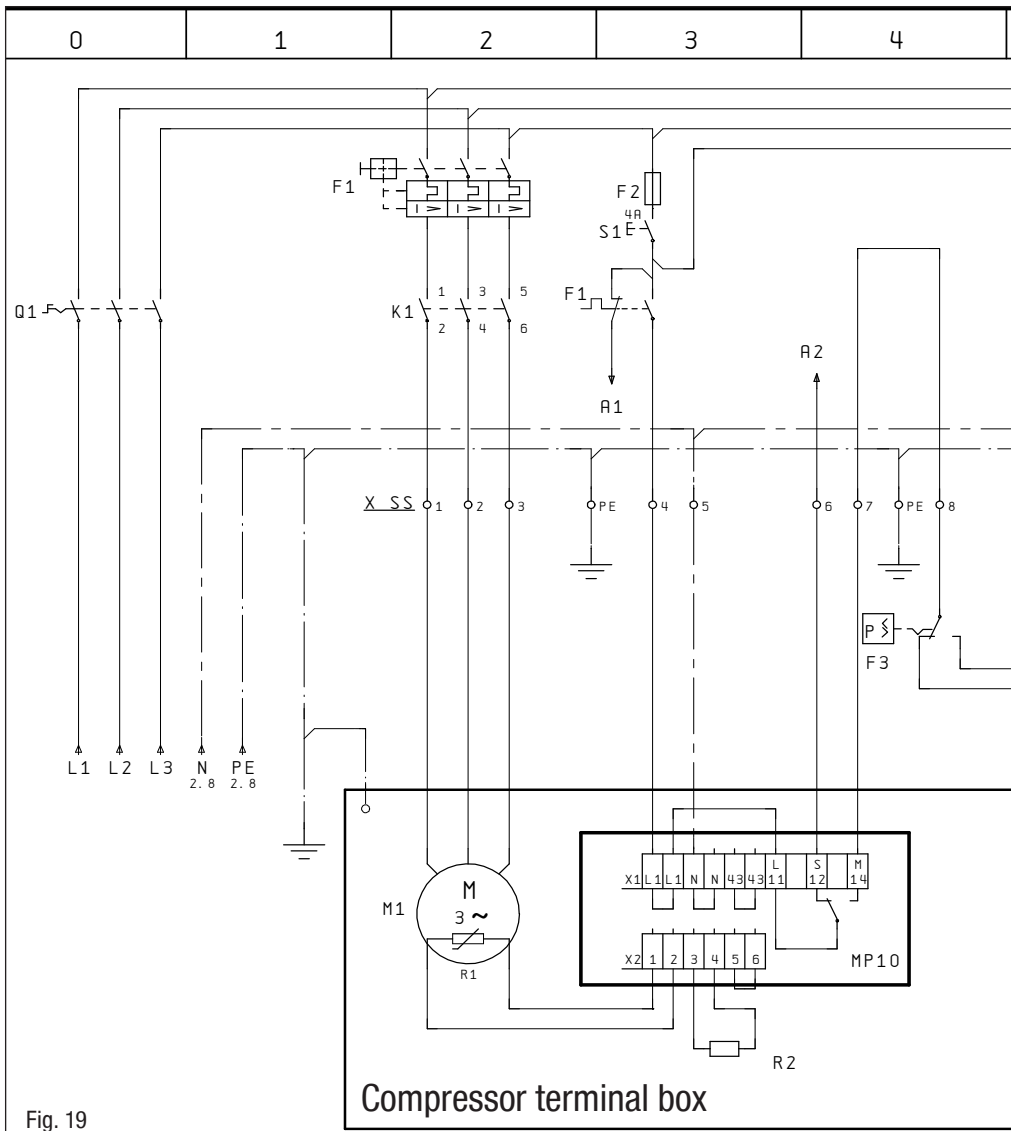 0 1 2 3 4
F1
F2
4A
S1
I> I> I>
Q1
K1
1 3 5
2 4 6
F1
A1
A2
X SS 1 2 3 PE 4 5 6 7 PE 8
P
F3
L1 L2 L3 N PE
2.8 2.8
L S M
X1 L1 L1 N N 43 43 11 12 14
M1
M
3 ~
R1
X2 1 2 3 4 5 6
MP10
R2
Compressor terminal box
Fig. 19